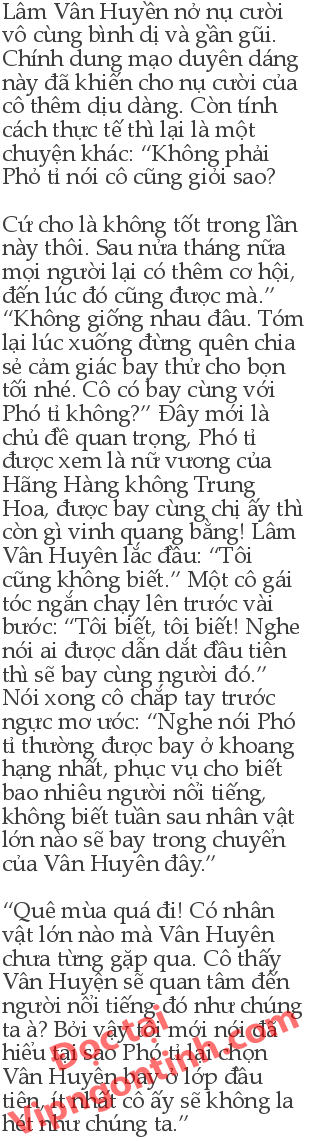 Lâm Vân Huyền nở nụ cười
vô cùng bình dị và gần gũi.
Chính dung mạo duyên dáng
này đã khiến cho nụ cười của
cô thêm dịu dàng. Còn tính
cách thực tế thì lại là một
chuyện khác: “Không phải
Phỏ tỉ nói cô cũng giỏi sao?
Cứ cho là không tốt trong lần
này thôi. Sau nửa tháng nữa
mọi người lại có thêm cơ hội,
đến lúc đó cũng được mà.”
“Không giống nhau đâu. Tóm
lại lúc xuống đừng quên chia
sẻ cảm giác bay thử cho bọn
tối nhé. Cô có bay cùng với
Phó tỉ không?” Đây mới là
chủ đề quan trọng, Phó tỉ
được xem là nữ vương của
Hãng Hàng không Trung
Hoa, được bay cùng chị ấy thì
còn gì vinh quang bằng! Lâm
Vân Huyên lắc đầu: “Tôi
cũng không biết.” Một cô gái
tóc ngắn chạy lên trước vài
bước: “Tôi biết, tôi biết! Nghe
nói ai được dẫn dắt đầu tiên
thì sẽ bay cùng người đó.”
Nói xong cô chắp tay trước
ngực mơ ước: “Nghe nói Phó
tỉ thường được bay ở khoang
hạng nhất, phục vụ cho biết
bao nhiêu người nổi tiếng,
không biết tuần sau nhân vật
lớn nào sẽ bay trong chuyến
của Vân Huyên đây.”
“Quê mùa quá đi! Có nhân
vật lớn nào mà Vân Huyên
chưa từng gặp qua. Cô thấy
Vân Huyên sẽ quan tâm đến
người nổi tiếng đó như chúng
ta à? Bởi vậy tôi mới nói đã
hiểu tại sao Phó tỉ lại chọn
Vân Huyên bay ở lớp đầu
tiên, ít nhất cô ấy sẽ không la
hét như chúng ta.”
Đọc tại
Vipngontinh.com